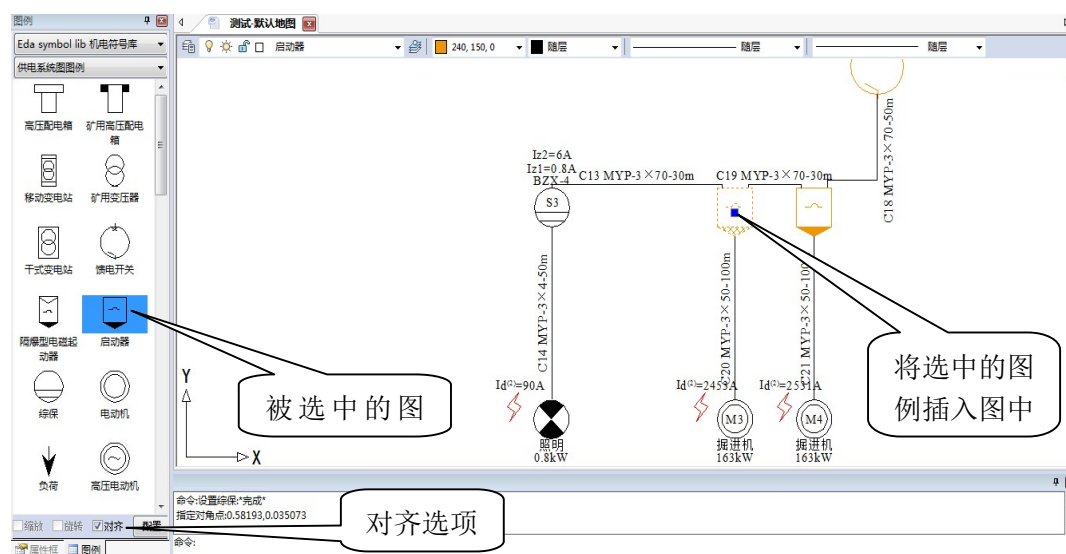 图例
测试·默认地图
Eda symbol lib 机电符号库
供电系统图图例
启动器
240, 150, 0
随层
随层
随层
高压配电箱
矿用高压配电
箱
移动变电站
矿用变压器
干式变电站
馈电开关
隔爆型电磁起
动器
启动器
综保
电动机
负荷
高压电动机
缩放
旋转
对齐
配置
属性框
图例
Iz2=6A
Iz1=0.8A
BZX-4
C13 MYP-3×70-30m
C19 MYP-3×70-30m
C18 MYP-3×70-50m
S3
C14 MYP-3×4-50m
C20 MYP-3×50-100m
C21 MYP-3×50-100
Id⁽²⁾=90A
Id⁽²⁾=2453A
Id⁽²⁾=2531A
M3
M4
照明
0.8kW
掘进机
163kW
掘进机
163kW
Y
X
被选中的图
将选中的图
例插入图中
对齐选项
命令:设置综保:*完成*
指定对角点:0.58193,0.035073
命令: